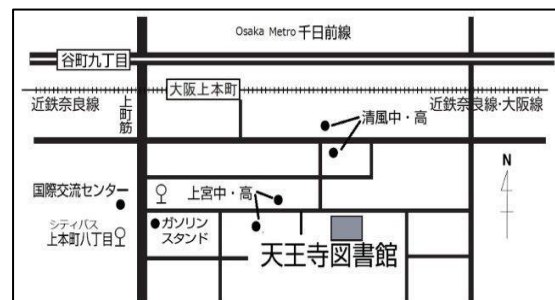 Osaka Metro 千日前線
谷町九丁目
大阪上本町
近鉄奈良線
上町筋
近鉄奈良線・大阪線
清風中・高
N
国際交流センター
上宮中・高
シティバス
上本町八丁目
ガソリン
スタンド
天王寺図書館